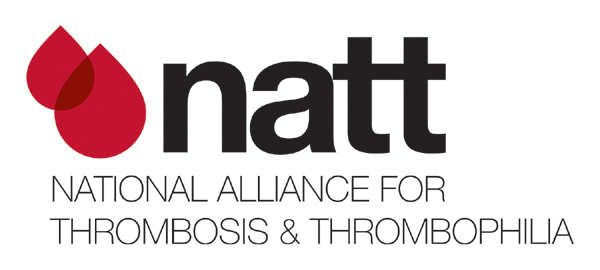 natt
NATIONAL ALLIANCE FOR
THROMBOSIS & THROMBOPHILIA